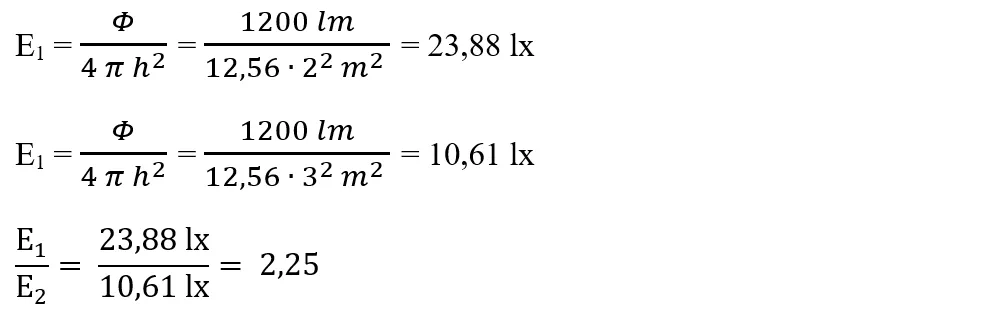 E₁ = Φ / 4 π h² = 1200 lm / 12,56 · 2² m² = 23,88 lx
E₁ = Φ / 4 π h² = 1200 lm / 12,56 · 3² m² = 10,61 lx
E₁ / E₂ = 23,88 lx / 10,61 lx = 2,25